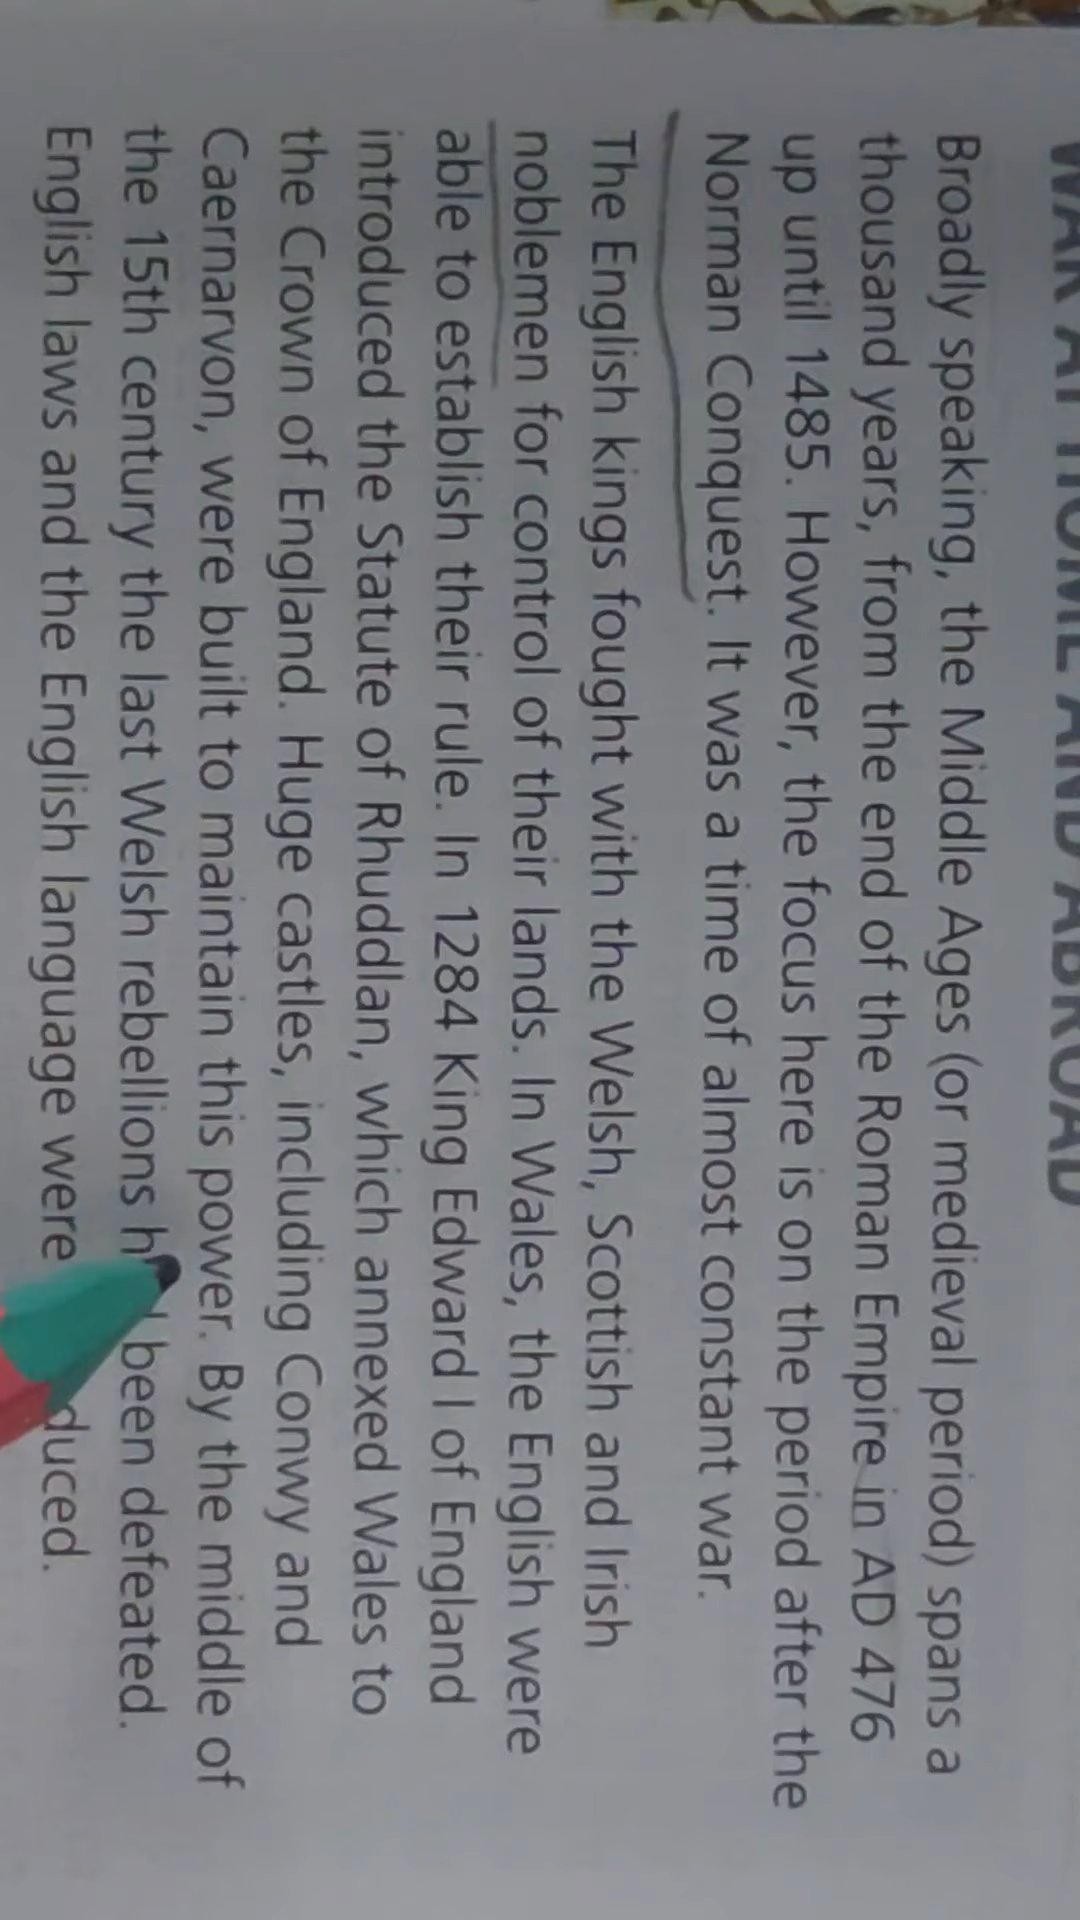 WAR AT HOME AND ABROAD
Broadly speaking, the Middle Ages (or medieval period) spans a
thousand years, from the end of the Roman Empire in AD 476
up until 1485. However, the focus here is on the period after the
Norman Conquest. It was a time of almost constant war.
The English kings fought with the Welsh, Scottish and Irish
noblemen for control of their lands. In Wales, the English were
able to establish their rule. In 1284 King Edward I of England
introduced the Statute of Rhuddlan, which annexed Wales to
the Crown of England. Huge castles, including Conwy and
Caernarvon, were built to maintain this power. By the middle of
the 15th century the last Welsh rebellions been defeated.
English laws and the English language were duced.